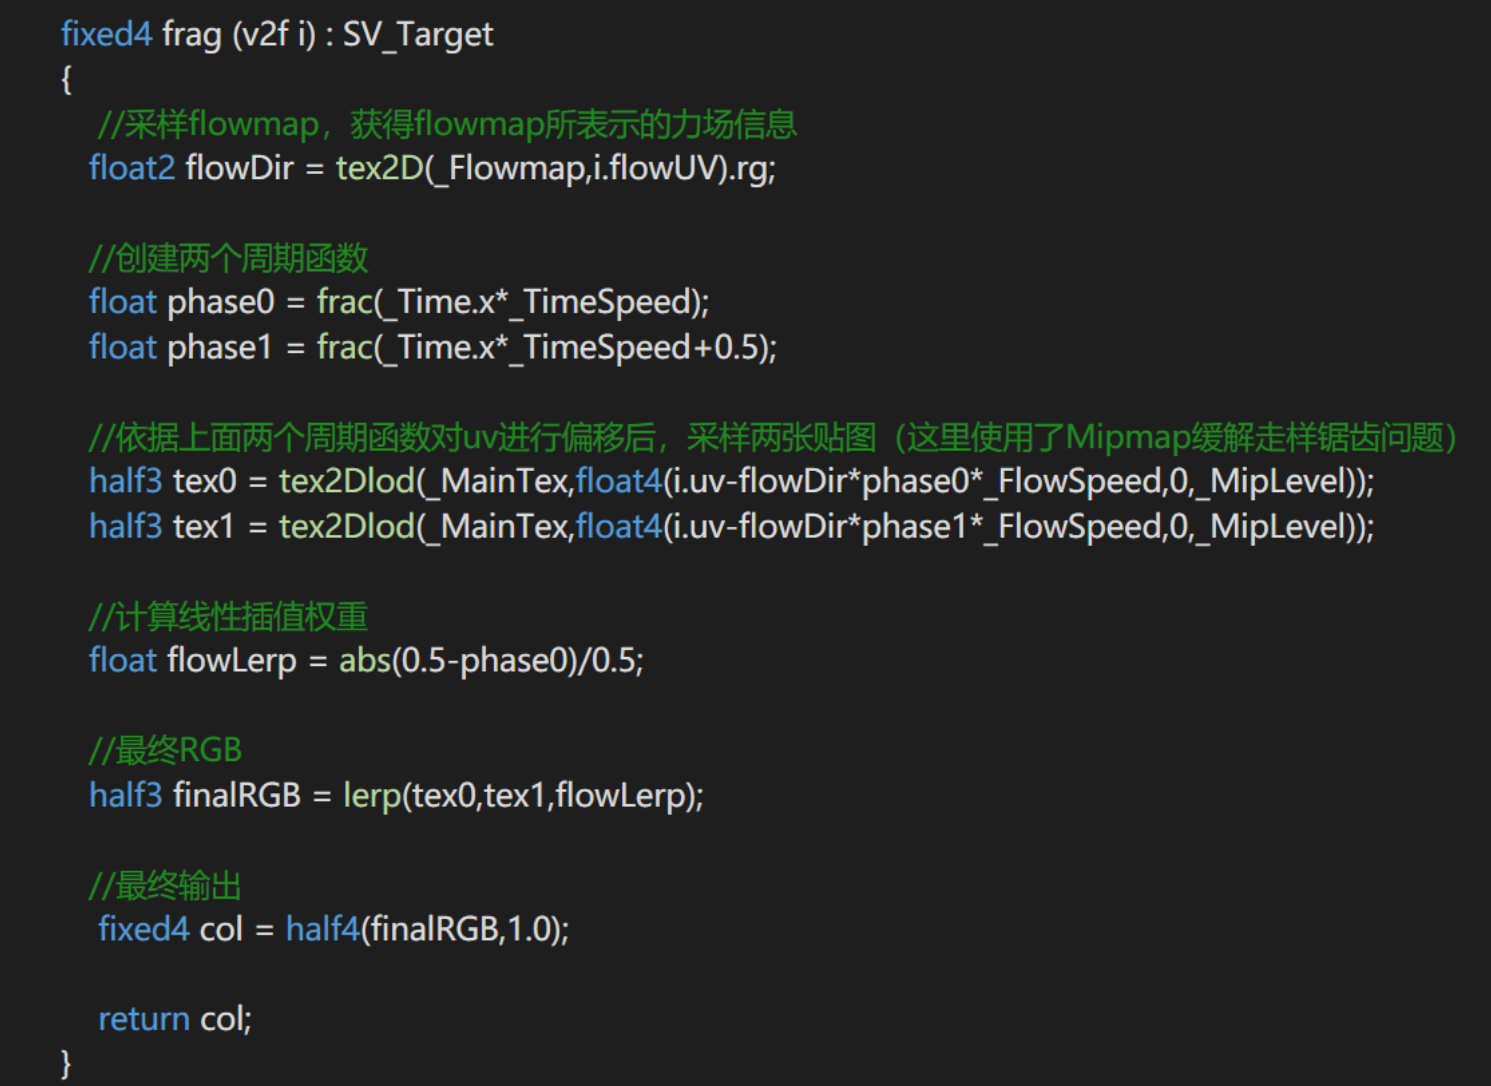 fixed4 frag (v2f i) : SV_Target
{
//采样flowmap，获得flowmap所表示的力场信息
float2 flowDir = tex2D(_Flowmap,i.flowUV).rg;
//创建两个周期函数
float phase0 = frac(_Time.x*_TimeSpeed);
float phase1 = frac(_Time.x*_TimeSpeed+0.5);
//依据上面两个周期函数对uv进行偏移后，采样两张贴图（这里使用了Mipmap缓解走样锯齿问题）
half3 tex0 = tex2Dlod(_MainTex,float4(i.uv-flowDir*phase0*_FlowSpeed,0,_MipLevel));
half3 tex1 = tex2Dlod(_MainTex,float4(i.uv-flowDir*phase1*_FlowSpeed,0,_MipLevel));
//计算线性插值权重
float flowLerp = abs(0.5-phase0)/0.5;
//最终RGB
half3 finalRGB = lerp(tex0,tex1,flowLerp);
//最终输出
fixed4 col = half4(finalRGB,1.0);
return col;
}